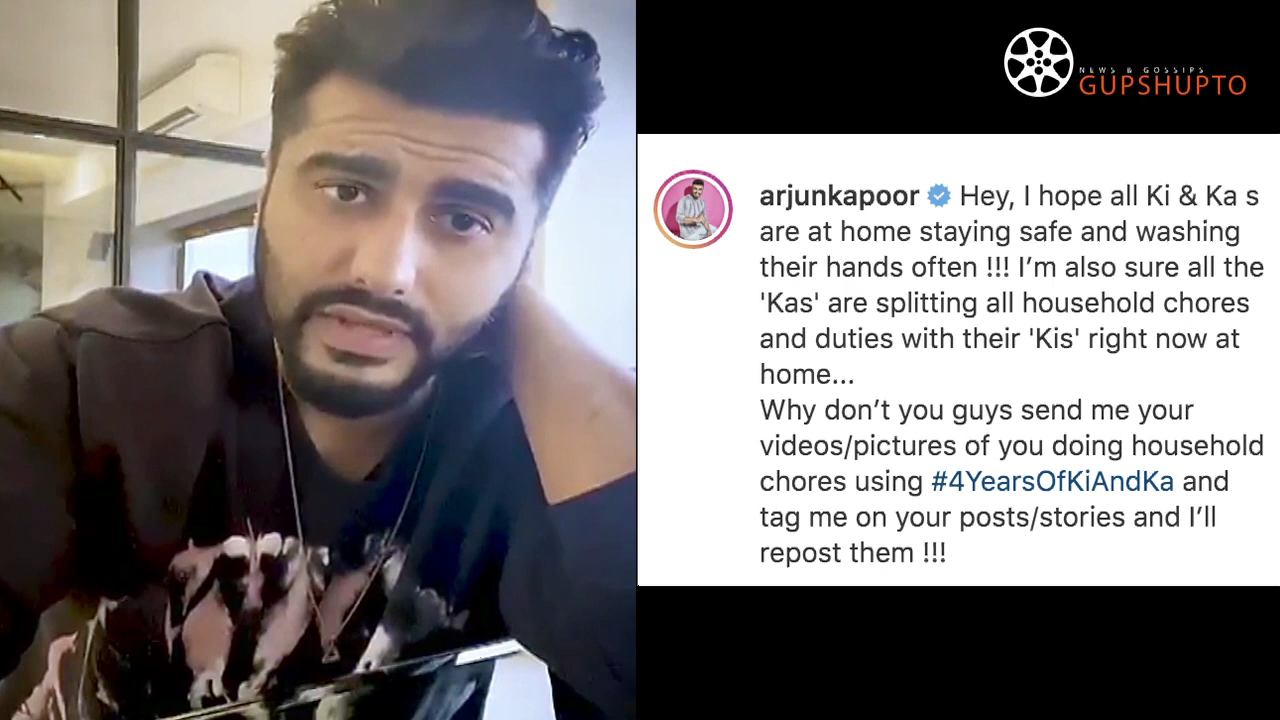 NEWS & GOSSIPS
GUPSHUPTO
arjunkapoor Hey, I hope all Ki & Ka s
are at home staying safe and washing
their hands often !!! I’m also sure all the
'Kas' are splitting all household chores
and duties with their 'Kis' right now at
home...
Why don’t you guys send me your
videos/pictures of you doing household
chores using #4YearsOfKiAndKa and
tag me on your posts/stories and I’ll
repost them !!!